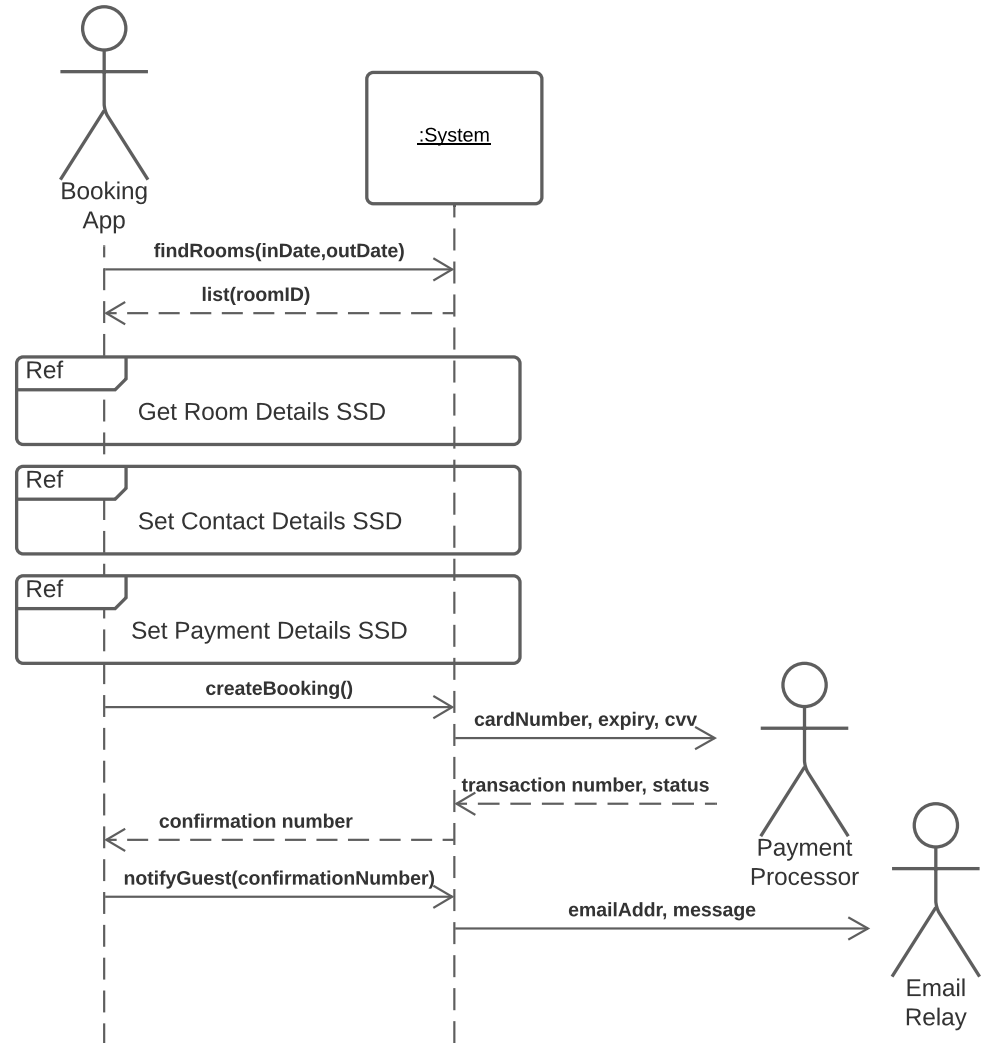 Booking
App
:System
findRooms(inDate,outDate)
list(roomID)
Ref
Get Room Details SSD
Ref
Set Contact Details SSD
Ref
Set Payment Details SSD
createBooking()
cardNumber, expiry, cvv
transaction number, status
confirmation number
Payment
Processor
notifyGuest(confirmationNumber)
emailAddr, message
Email
Relay